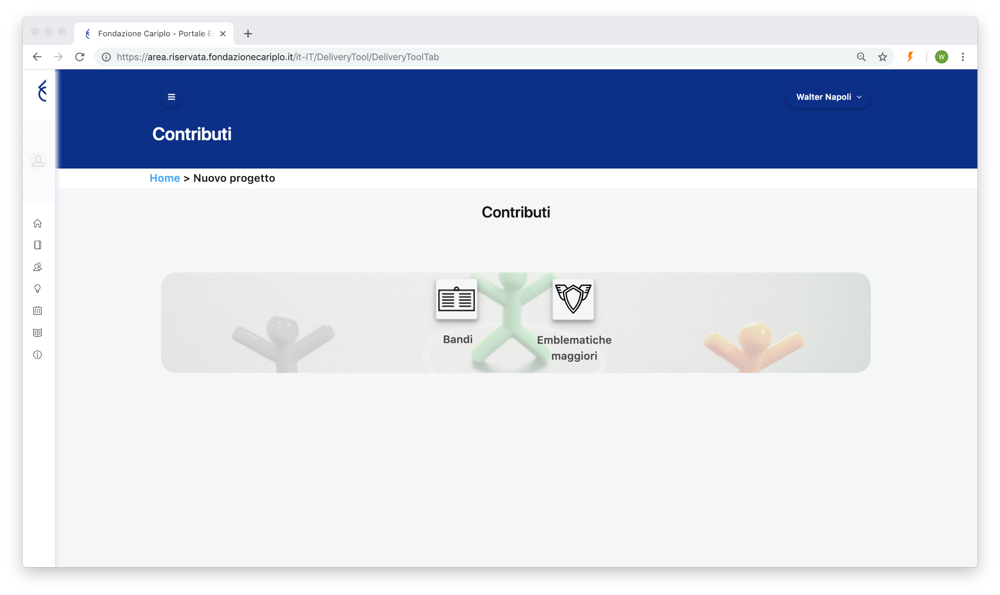 Fondazione Cariplo - Portale
https://area.riservata.fondazionecariplo.it/it-IT/DeliveryTool/DeliveryToolTab
W
Walter Napoli
Contributi
Home > Nuovo progetto
Contributi
Bandi
Emblematiche
maggiori